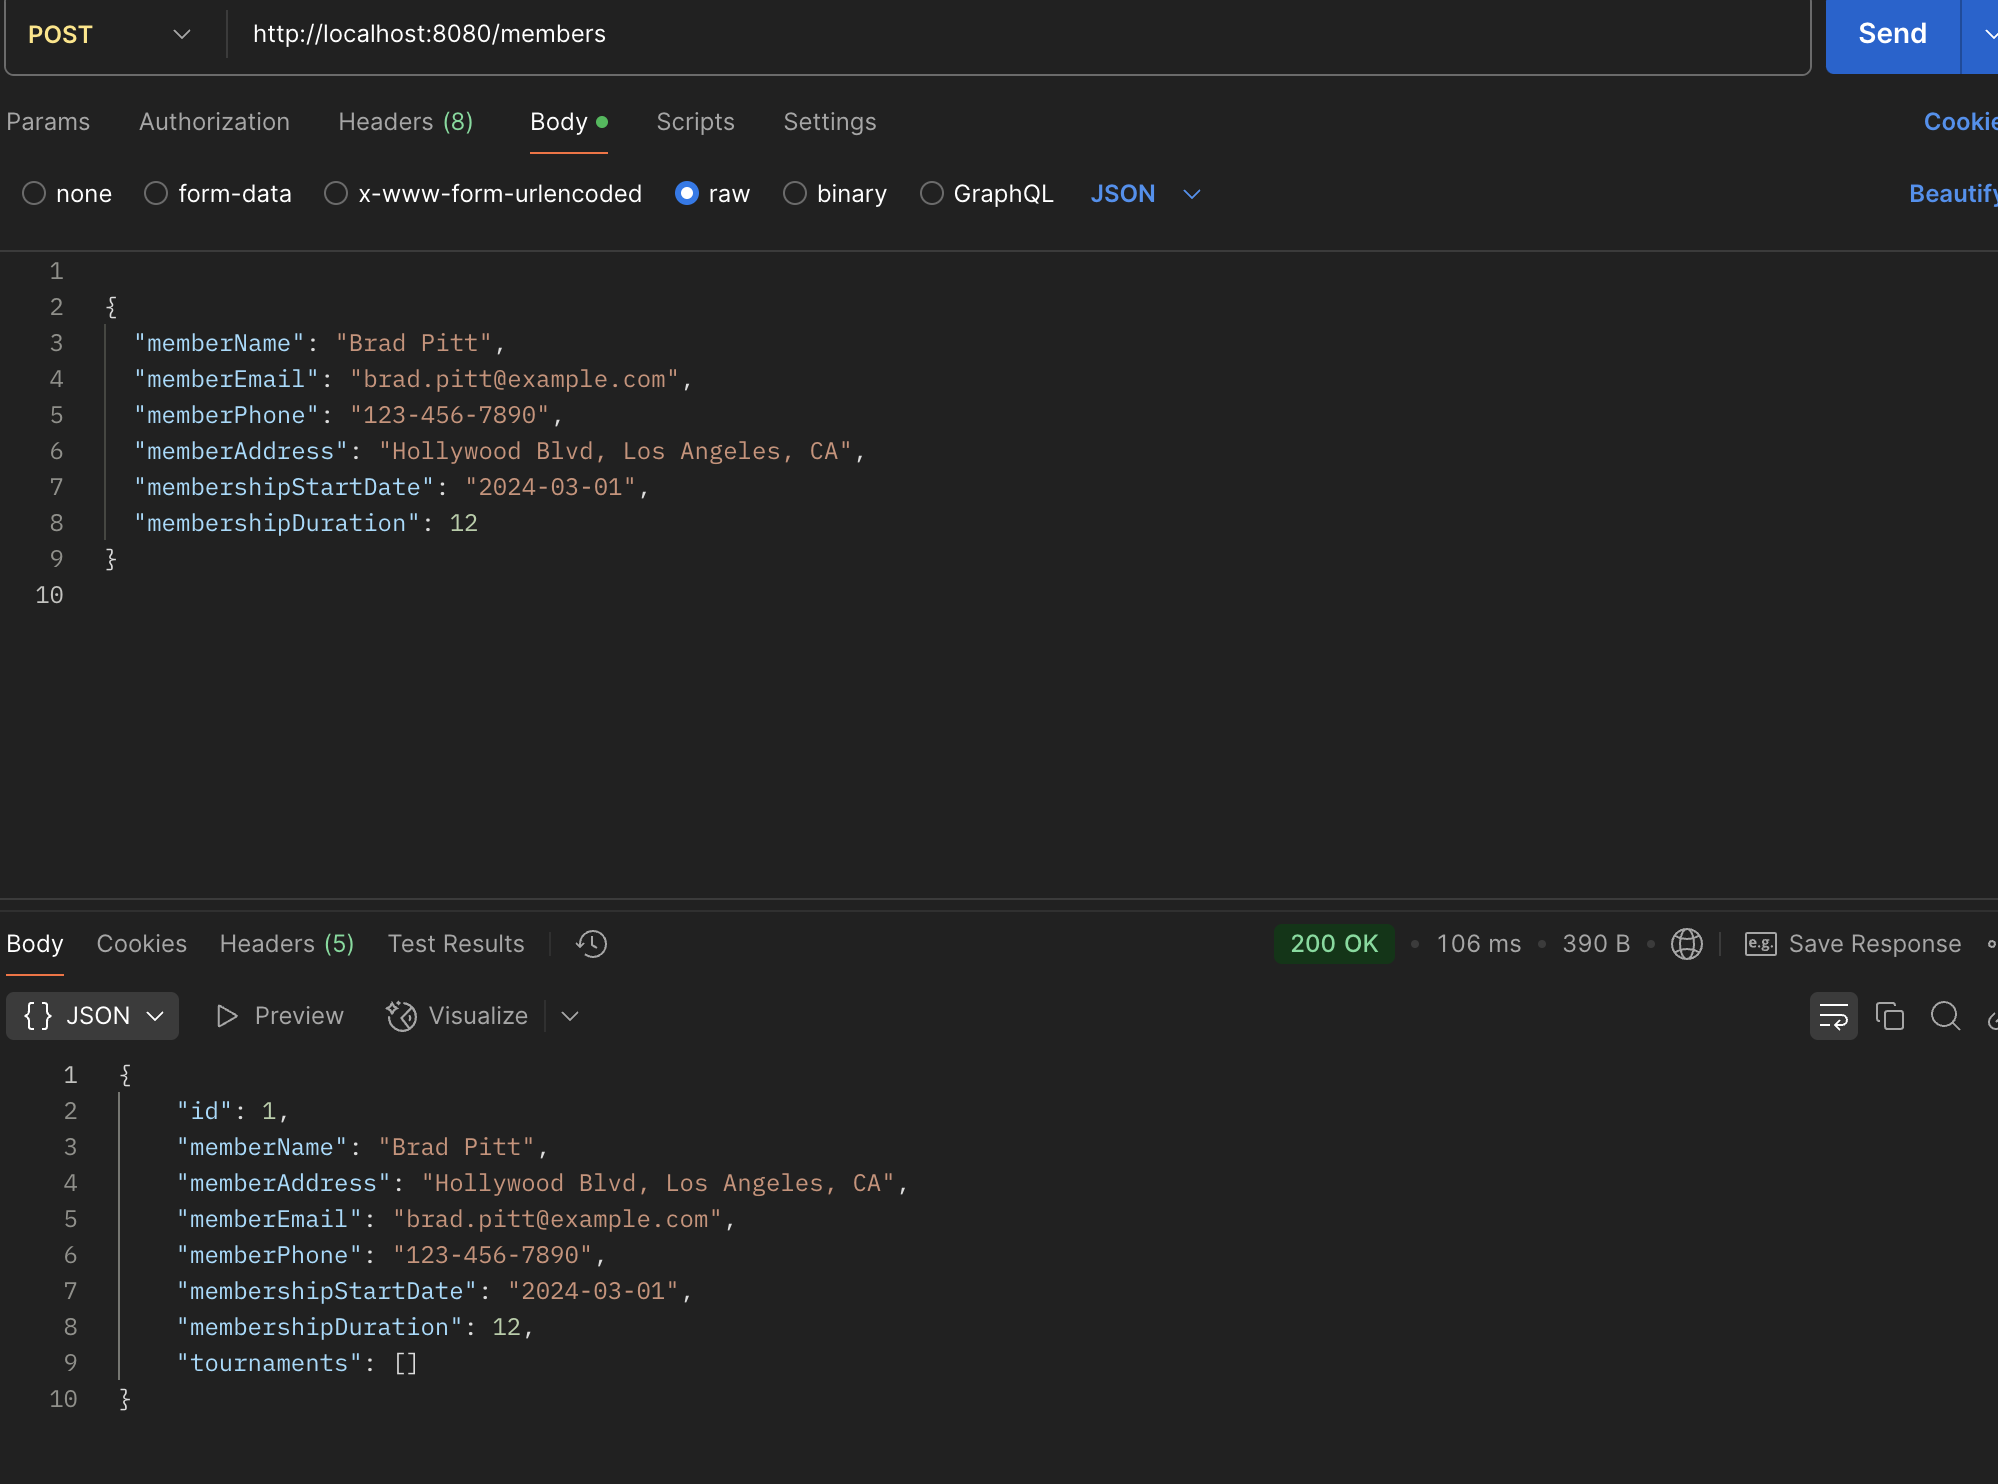 POST http://localhost:8080/members Send
Params Authorization Headers (8) Body Scripts Settings Cookie
none form-data x-www-form-urlencoded raw binary GraphQL JSON Beautify
1
2 {
3 "memberName": "Brad Pitt",
4 "memberEmail": "brad.pitt@example.com",
5 "memberPhone": "123-456-7890",
6 "memberAddress": "Hollywood Blvd, Los Angeles, CA",
7 "membershipStartDate": "2024-03-01",
8 "membershipDuration": 12
9 }
10
Body Cookies Headers (5) Test Results 200 OK • 106 ms • 390 B • e.g. Save Response
{} JSON Preview Visualize
1 {
2 "id": 1,
3 "memberName": "Brad Pitt",
4 "memberAddress": "Hollywood Blvd, Los Angeles, CA",
5 "memberEmail": "brad.pitt@example.com",
6 "memberPhone": "123-456-7890",
7 "membershipStartDate": "2024-03-01",
8 "membershipDuration": 12,
9 "tournaments": []
10 }